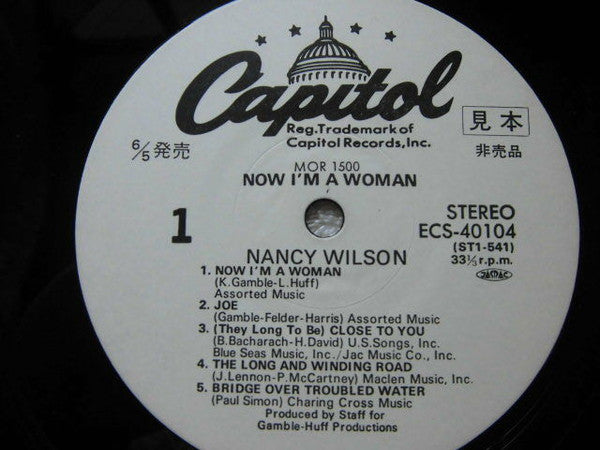 Capitol
Reg.Trademark of
Capitol Records,Inc.
見本
非売品
6/5発売
MOR 1500
NOW I'M A WOMAN
1
STEREO
ECS-40104
(ST1-541)
33⅓ r.p.m.
JASRAC
NANCY WILSON
1. NOW I'M A WOMAN
(K.Gamble-L.Huff)
Assorted Music
2. JOE
(Gamble-Felder-Harris) Assorted Music
3. (They Long To Be) CLOSE TO YOU
(B.Bacharach-H.David) U.S.Songs, Inc.
Blue Seas Music, Inc./Jac Music Co., Inc.
4. THE LONG AND WINDING ROAD
(J.Lennon-P.McCartney) Maclen Music, Inc.
5. BRIDGE OVER TROUBLED WATER
(Paul Simon) Charing Cross Music
Produced by Staff for
Gamble-Huff Productions